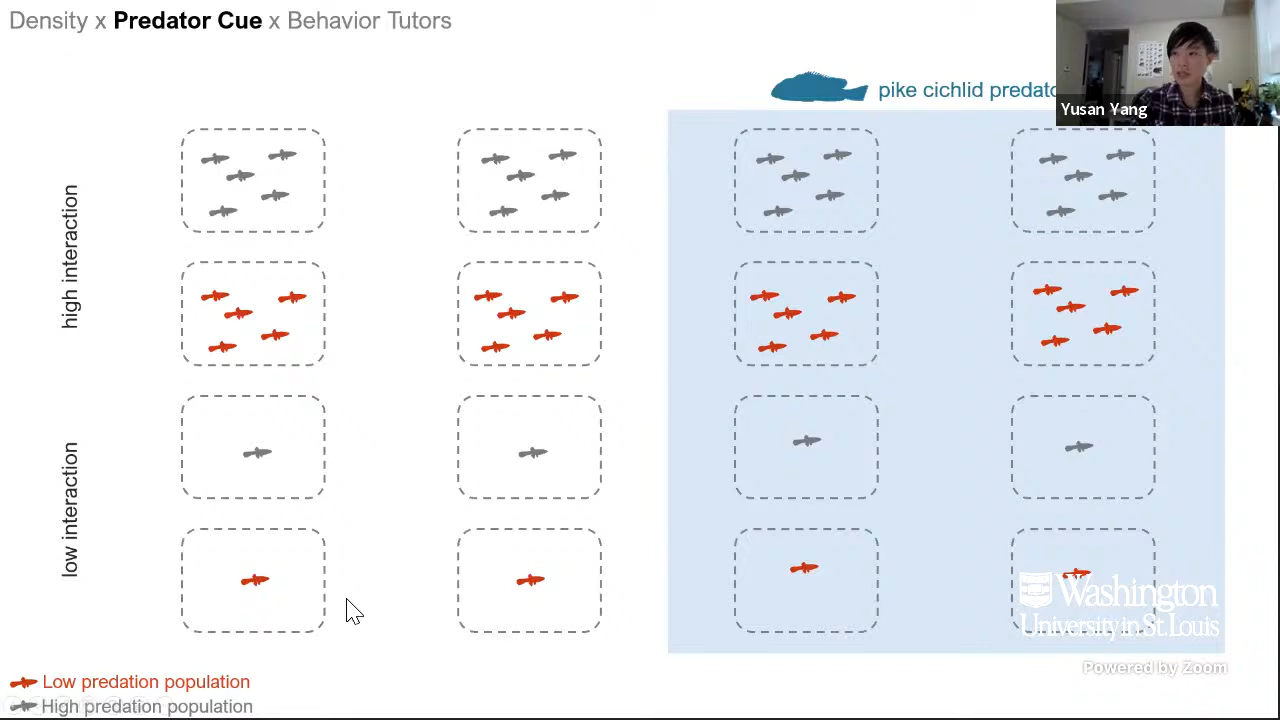 Density x Predator Cue x Behavior Tutors
pike cichlid predato
Yusan Yang
high interaction
low interaction
Washington
University in St. Louis
Powered by Zoom
Low predation population
High predation population